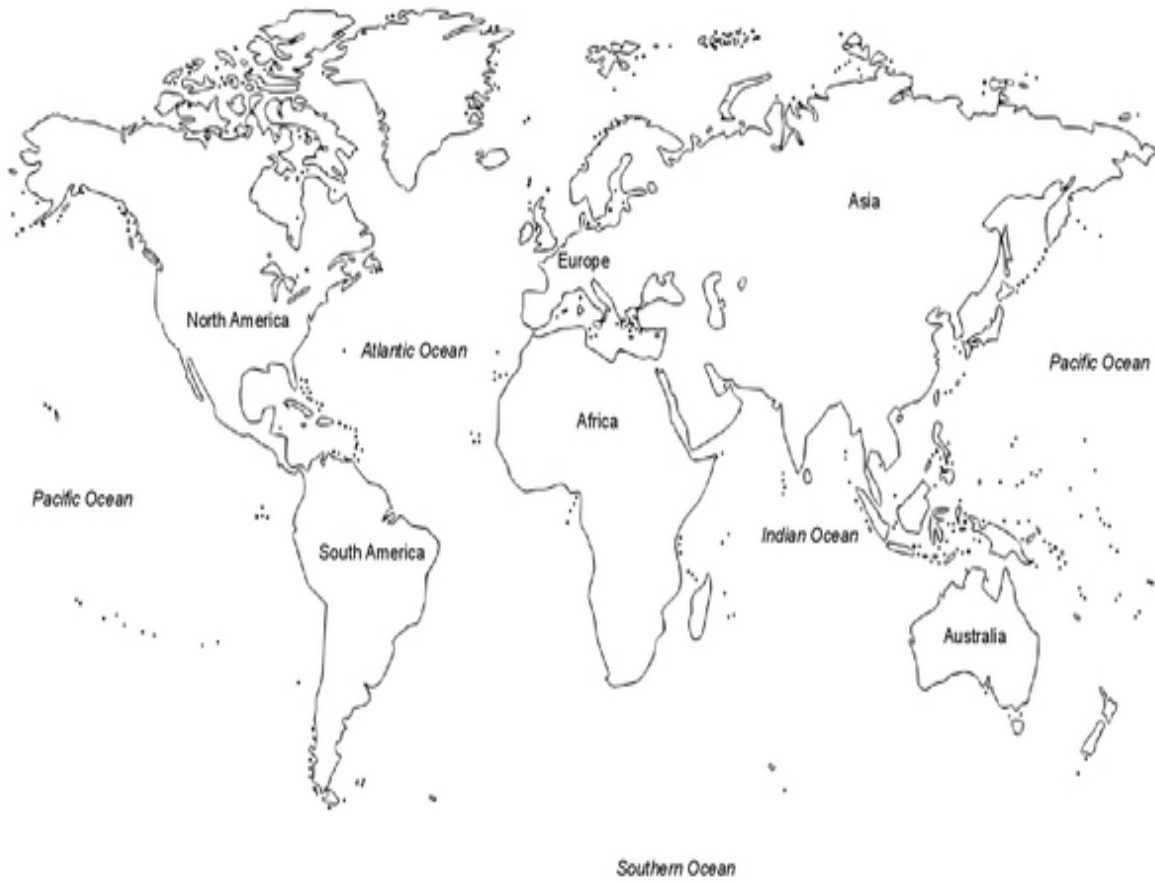 Asia
Europe
North America
Atlantic Ocean
Pacific Ocean
Africa
Pacific Ocean
Indian Ocean
South America
Australia
Southern Ocean